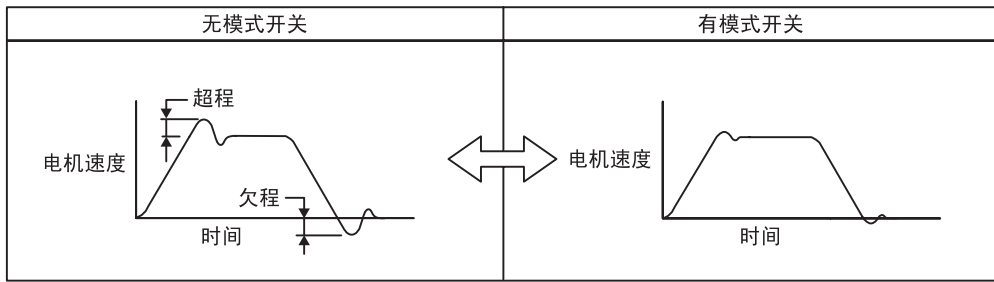 无模式开关
有模式开关
超程
电机速度
欠程
时间
电机速度
时间